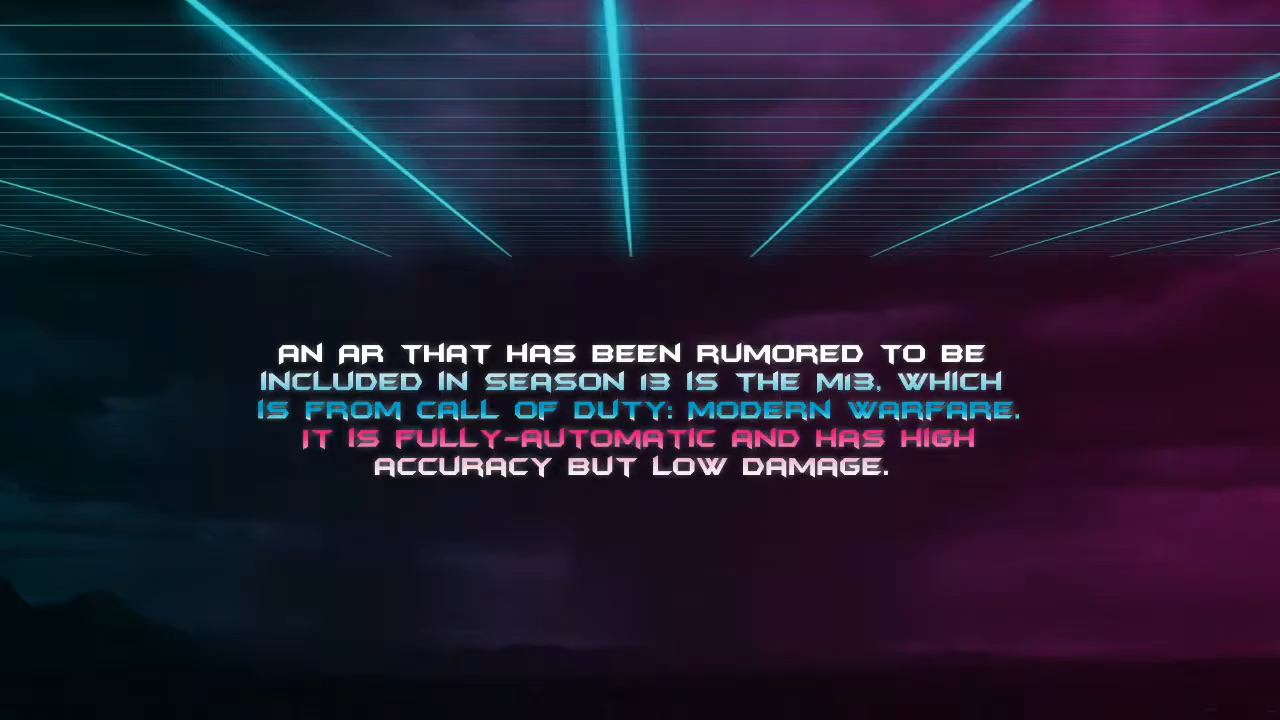 AN AR THAT HAS BEEN RUMORED TO BE
INCLUDED IN SEASON 13 IS THE M13, WHICH
IS FROM CALL OF DUTY: MODERN WARFARE.
IT IS FULLY-AUTOMATIC AND HAS HIGH
ACCURACY BUT LOW DAMAGE.